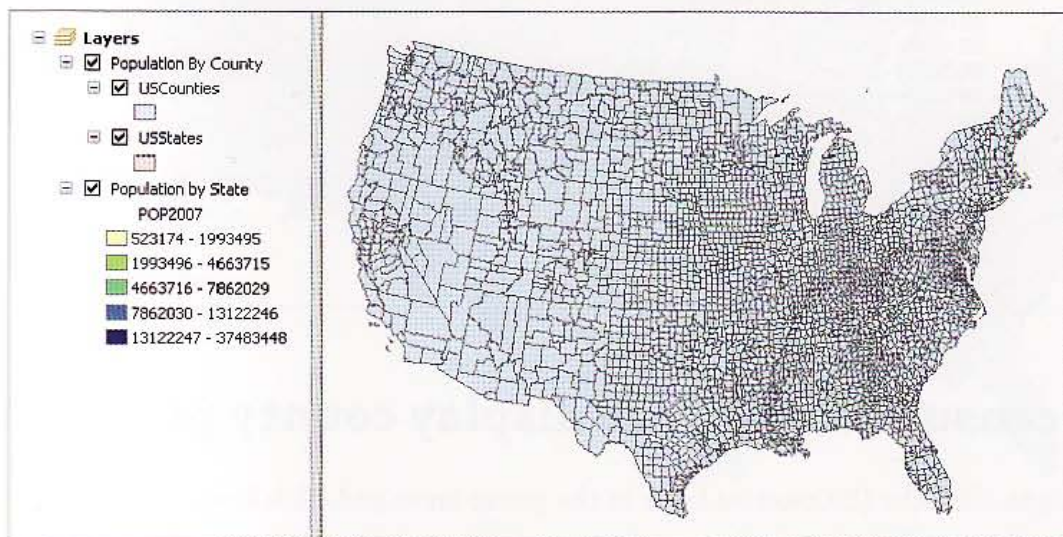 Layers
Population By County
USCounties
USStates
Population by State
POP2007
523174 - 1993495
1993496 - 4663715
4663716 - 7862029
7862030 - 13122246
13122247 - 37483448